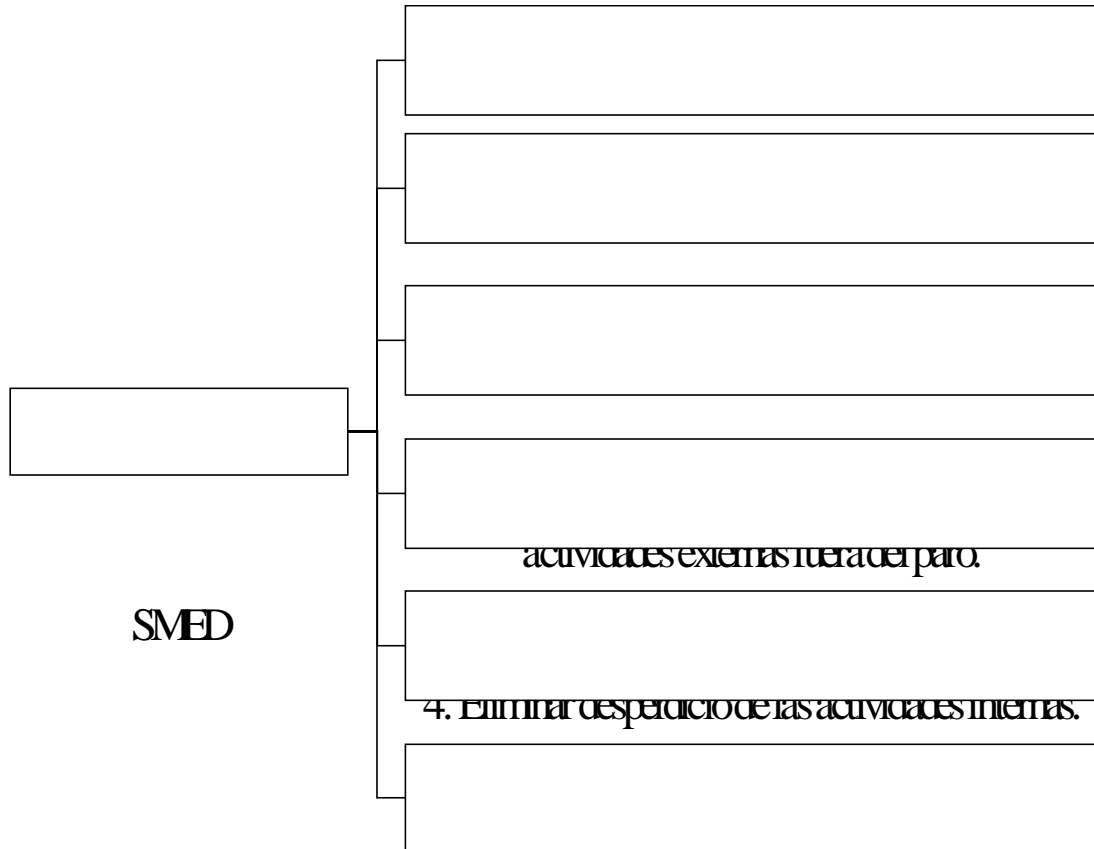 actividades externas fuera del paro.
SMED
4. Eliminar desperdicio de las actividades internas.